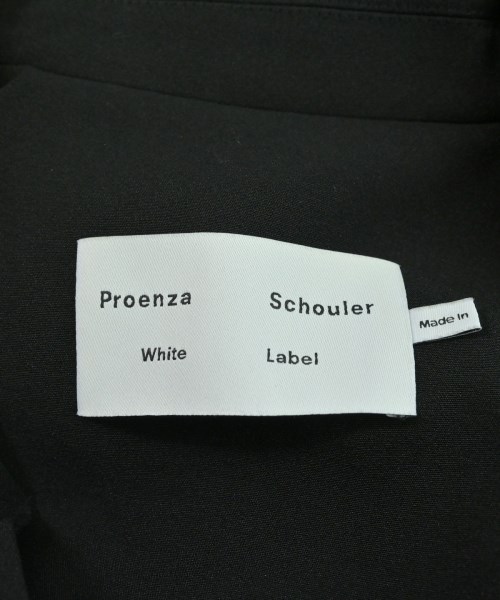 Proenza Schouler
White Label
Made in